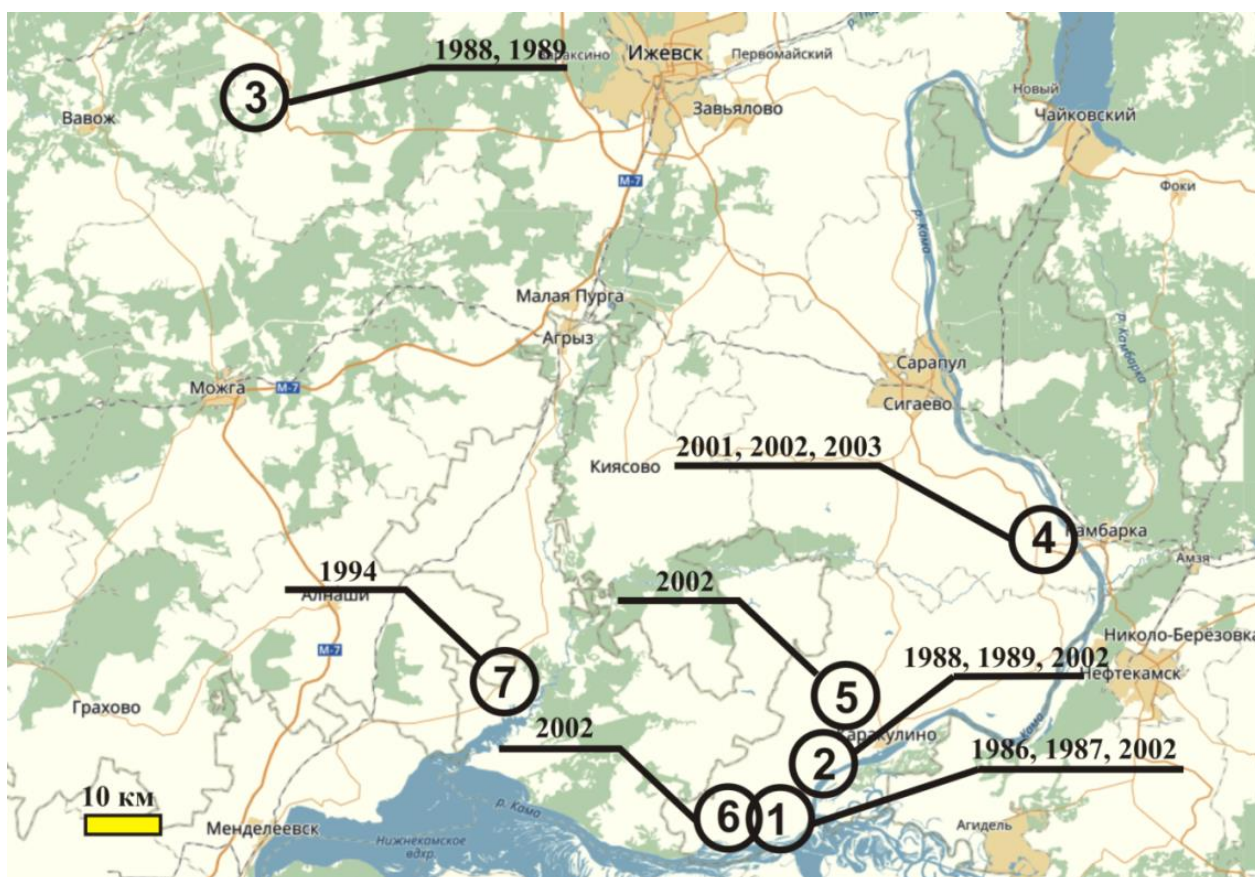 1988, 1989
Ижевск
Первомайский
Новый
3
Завьялово
Чайковский
Вавож
М-7
Фоки
р. Кама
Малая Пурга
р. Камбарка
Агрыз
Сарапул
Можга
М-7
Сигаево
2001, 2002, 2003
Киясово
4
Камбарка
Амзя
1994
2002
Алнаши
Николо-Берёзовка
М-7
1988, 1989, 2002
7
5
Нефтекамск
Грахово
2002
Каракулино
Кама
2
1986, 1987, 2002
10 км
р. Кама
6
1
Менделеевск
Агидель
Нижнекамское
вдхр.